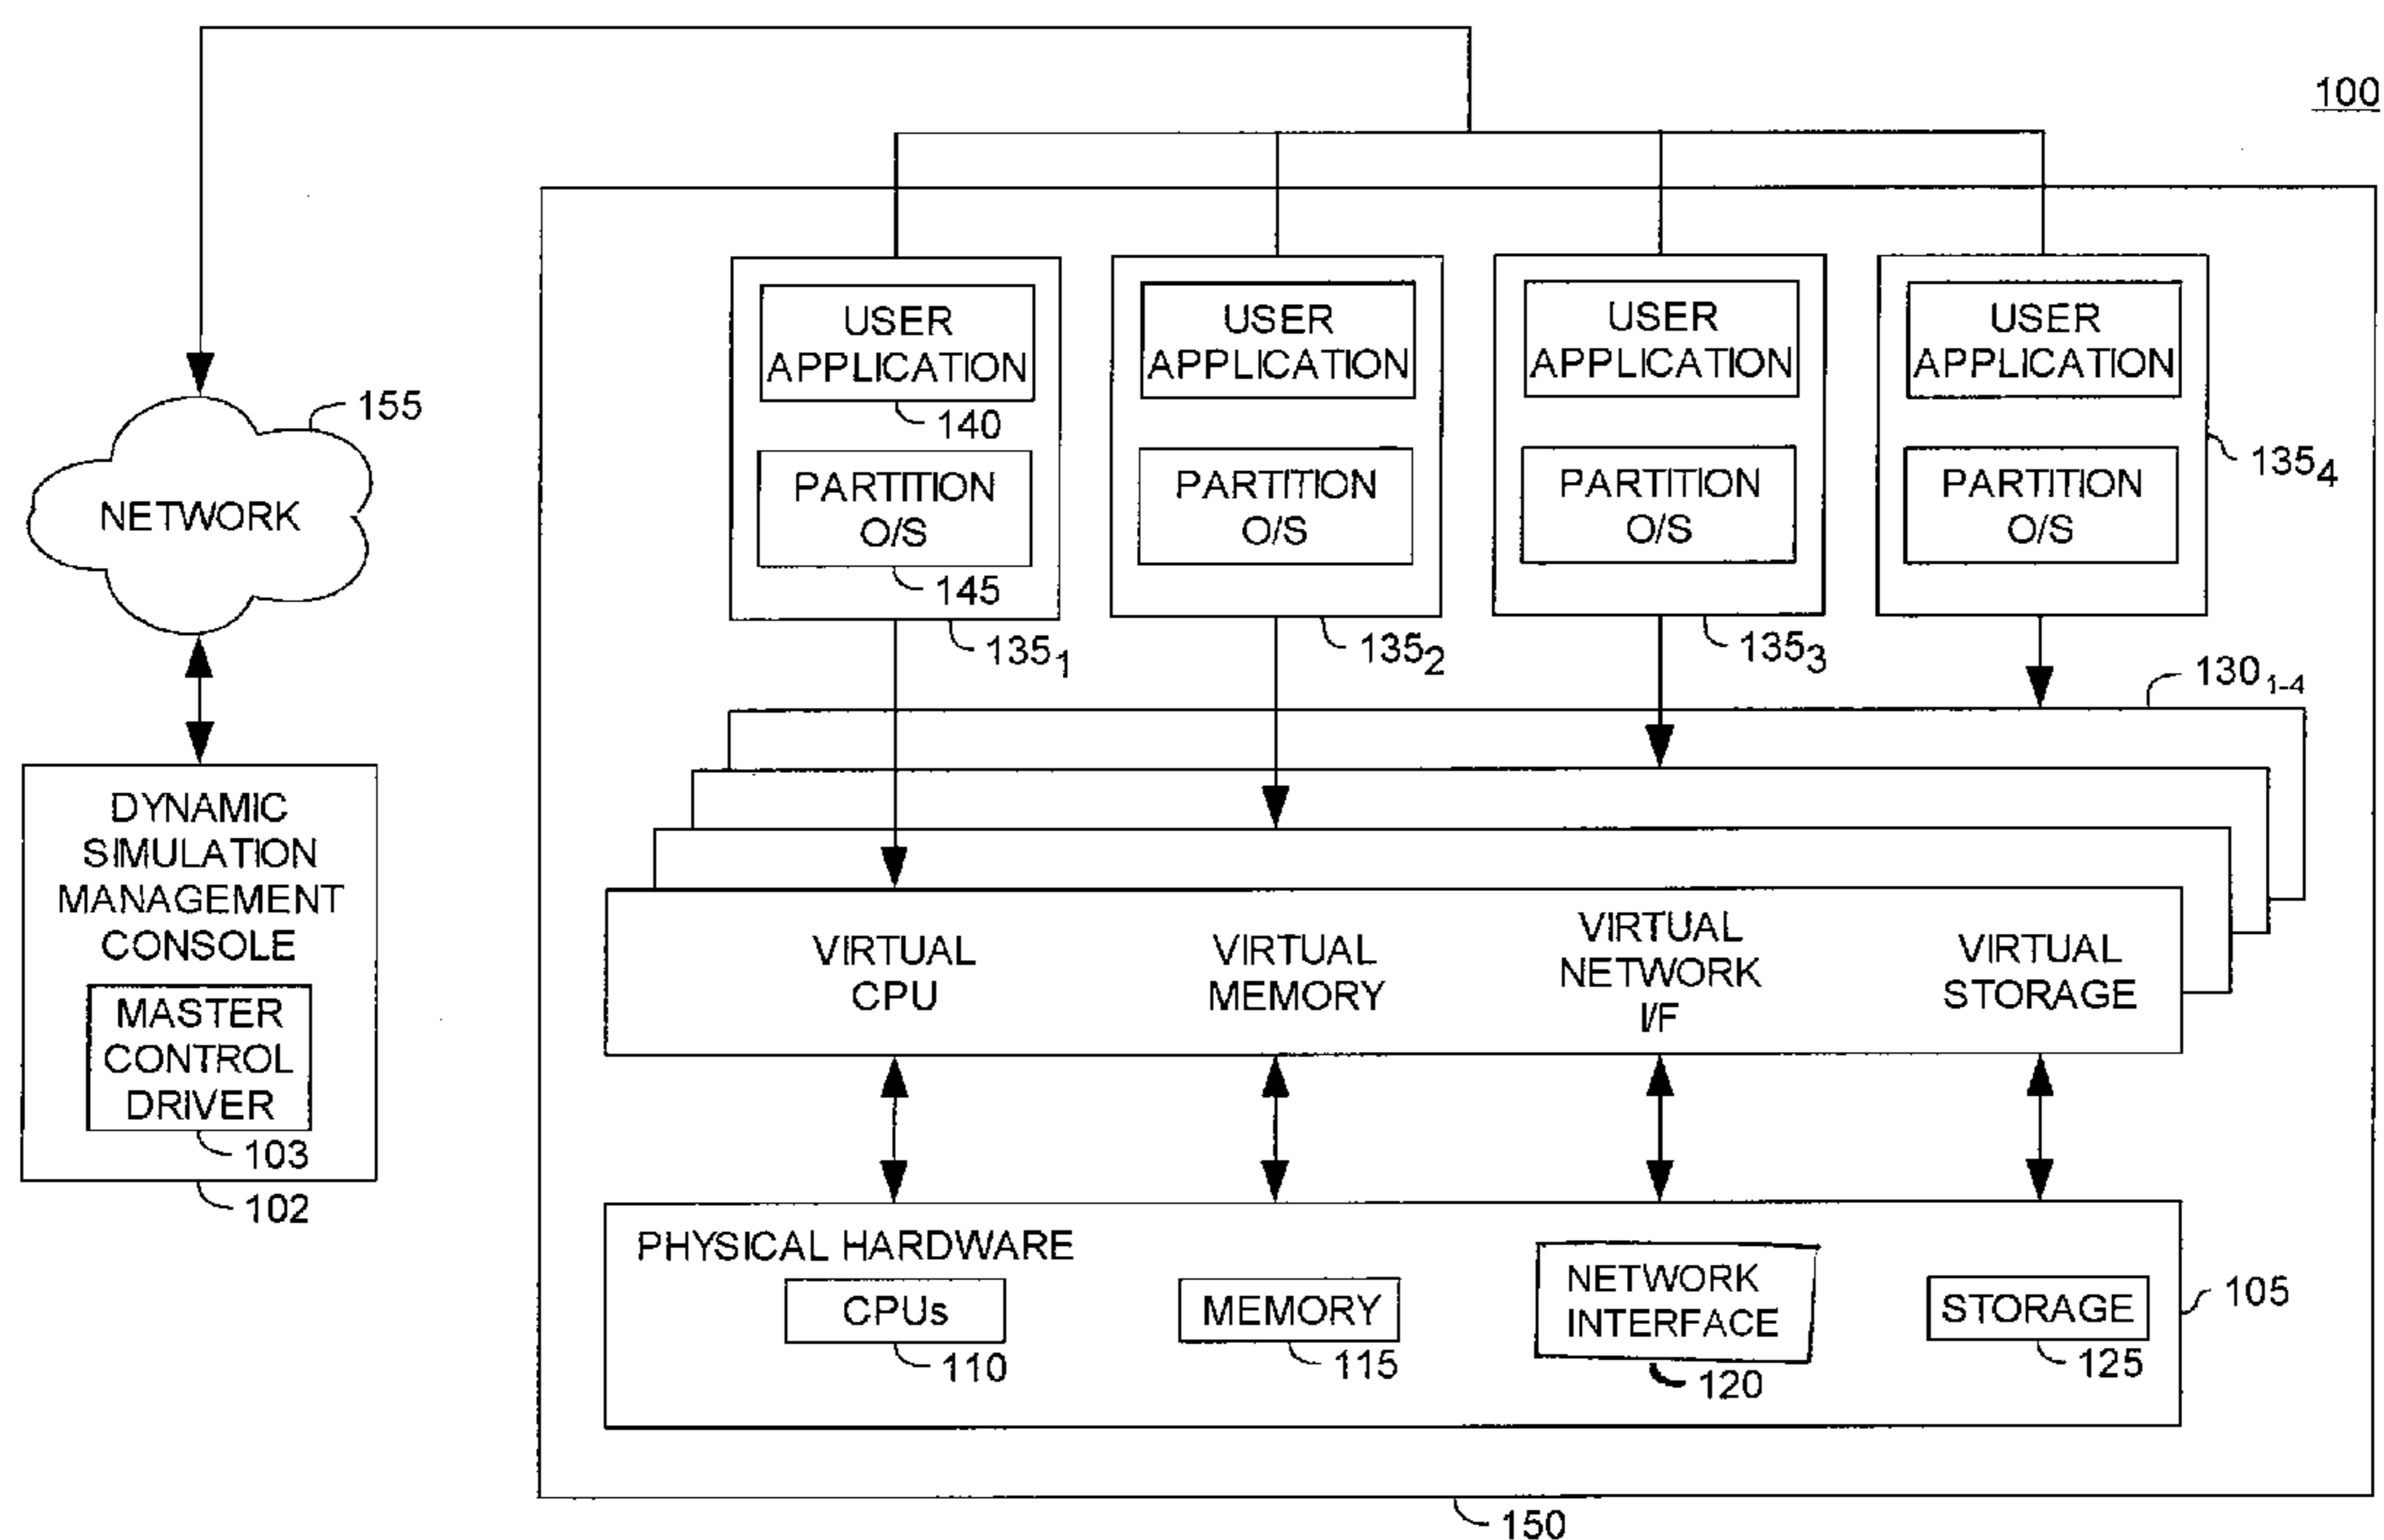 100
USER
APPLICATION
140
PARTITION
O/S
145
135₁
USER
APPLICATION
PARTITION
O/S
135₂
USER
APPLICATION
PARTITION
O/S
135₃
USER
APPLICATION
PARTITION
O/S
135₄
155
NETWORK
DYNAMIC
SIMULATION
MANAGEMENT
CONSOLE
MASTER
CONTROL
DRIVER
103
102
130₁₋₄
VIRTUAL
CPU
VIRTUAL
MEMORY
VIRTUAL
NETWORK
I/F
VIRTUAL
STORAGE
PHYSICAL HARDWARE
CPUs
110
MEMORY
115
NETWORK
INTERFACE
120
STORAGE
125
105
150